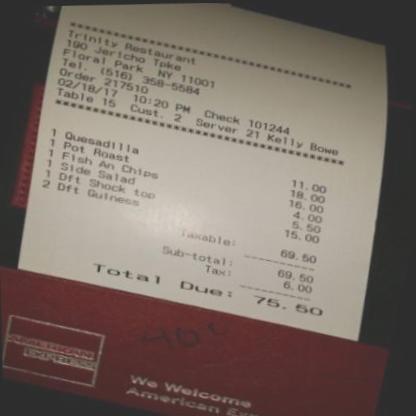 ********************************
Trinity Restaurant
190 Jericho Tpke
Floral Park NY 11001
Tel. (516) 358-5584
Order 217510
02/18/17 10:20 PM Check 101244
Table 15 Cust. 2 Server 21 Kelly Bowe
********************************
1 Quesadilla 11.00
1 Pot Roast 18.00
1 Fish An Chips 16.00
1 Side Salad 4.00
1 Dft Shock top 5.50
2 Dft Guiness 15.00
Taxable: 69.50
Sub-total: 69.50
Tax: 6.00
Total Due: 75.50
AMERICAN EXPRESS
We Welcome
American